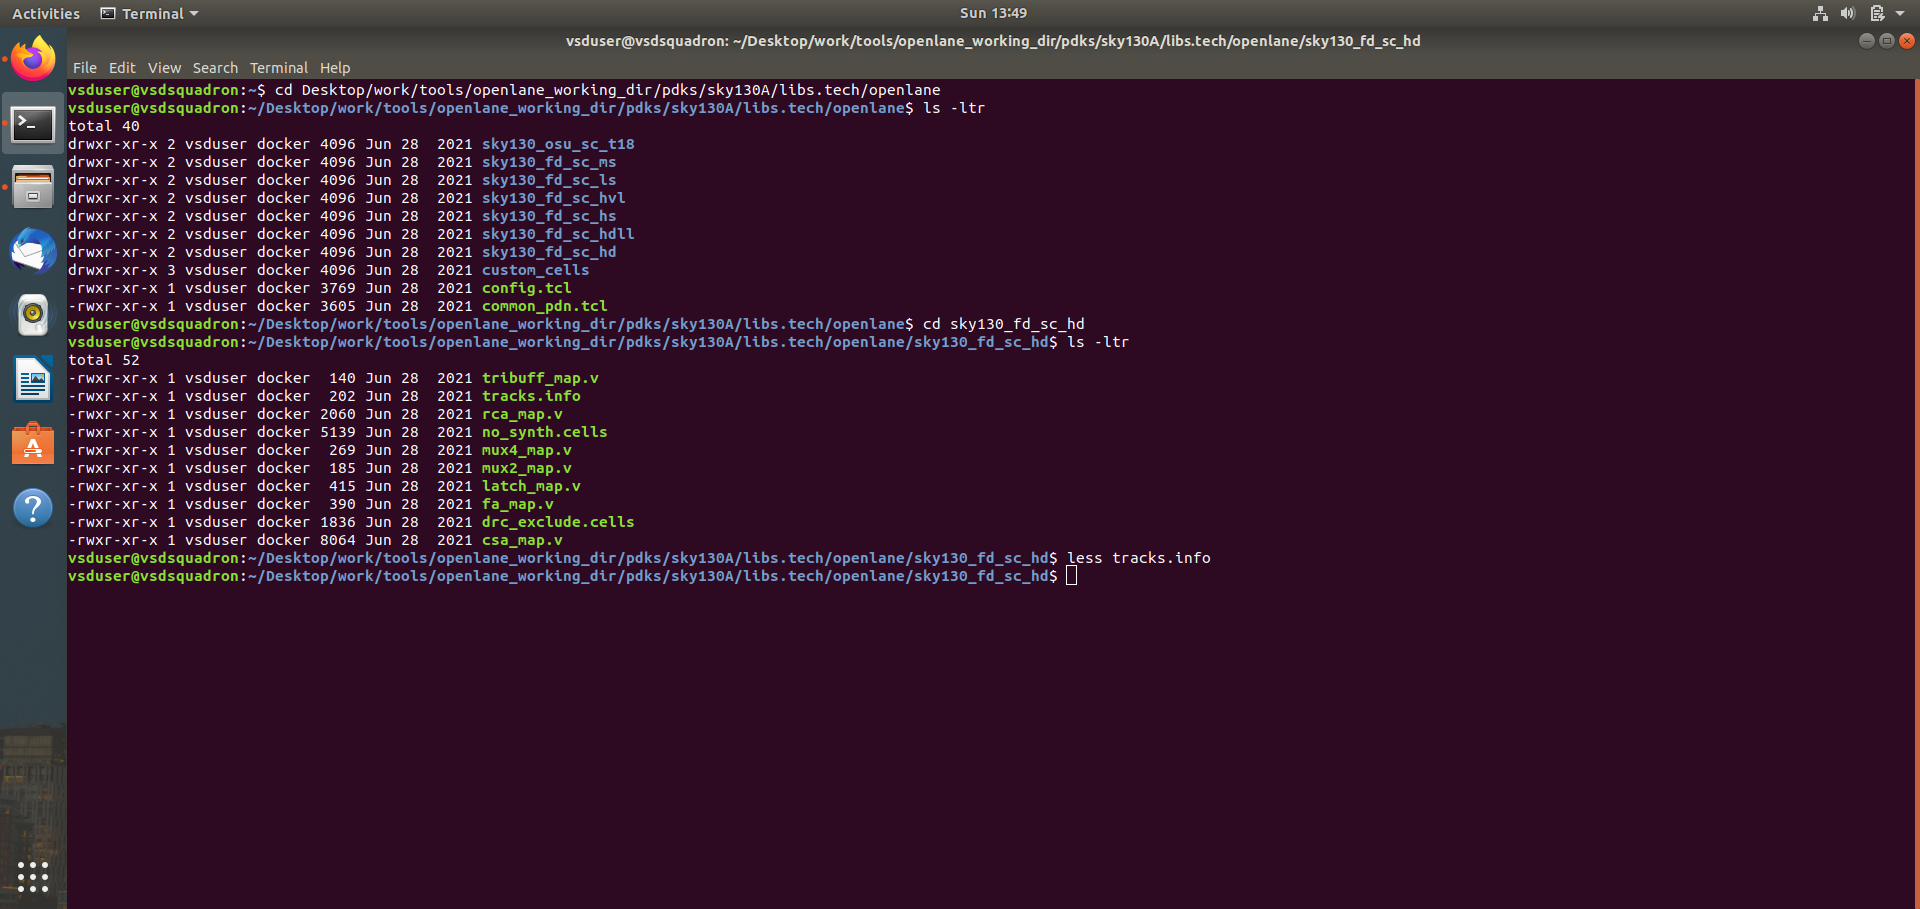 Activities Terminal Sun 13:49
vsduser@vsdsquadron: ~/Desktop/work/tools/openlane_working_dir/pdks/sky130A/libs.tech/openlane/sky130_fd_sc_hd
File Edit View Search Terminal Help
vsduser@vsdsquadron:~$ cd Desktop/work/tools/openlane_working_dir/pdks/sky130A/libs.tech/openlane
vsduser@vsdsquadron:~/Desktop/work/tools/openlane_working_dir/pdks/sky130A/libs.tech/openlane$ ls -ltr
total 40
drwxr-xr-x 2 vsduser docker 4096 Jun 28  2021 sky130_osu_sc_t18
drwxr-xr-x 2 vsduser docker 4096 Jun 28  2021 sky130_fd_sc_ms
drwxr-xr-x 2 vsduser docker 4096 Jun 28  2021 sky130_fd_sc_ls
drwxr-xr-x 2 vsduser docker 4096 Jun 28  2021 sky130_fd_sc_hvl
drwxr-xr-x 2 vsduser docker 4096 Jun 28  2021 sky130_fd_sc_hs
drwxr-xr-x 2 vsduser docker 4096 Jun 28  2021 sky130_fd_sc_hdll
drwxr-xr-x 2 vsduser docker 4096 Jun 28  2021 sky130_fd_sc_hd
drwxr-xr-x 3 vsduser docker 4096 Jun 28  2021 custom_cells
-rwxr-xr-x 1 vsduser docker 3769 Jun 28  2021 config.tcl
-rwxr-xr-x 1 vsduser docker 3605 Jun 28  2021 common_pdn.tcl
vsduser@vsdsquadron:~/Desktop/work/tools/openlane_working_dir/pdks/sky130A/libs.tech/openlane$ cd sky130_fd_sc_hd
vsduser@vsdsquadron:~/Desktop/work/tools/openlane_working_dir/pdks/sky130A/libs.tech/openlane/sky130_fd_sc_hd$ ls -ltr
total 52
-rwxr-xr-x 1 vsduser docker  140 Jun 28  2021 tribuff_map.v
-rwxr-xr-x 1 vsduser docker  202 Jun 28  2021 tracks.info
-rwxr-xr-x 1 vsduser docker 2060 Jun 28  2021 rca_map.v
-rwxr-xr-x 1 vsduser docker 5139 Jun 28  2021 no_synth.cells
-rwxr-xr-x 1 vsduser docker  269 Jun 28  2021 mux4_map.v
-rwxr-xr-x 1 vsduser docker  185 Jun 28  2021 mux2_map.v
-rwxr-xr-x 1 vsduser docker  415 Jun 28  2021 latch_map.v
-rwxr-xr-x 1 vsduser docker  390 Jun 28  2021 fa_map.v
-rwxr-xr-x 1 vsduser docker 1836 Jun 28  2021 drc_exclude.cells
-rwxr-xr-x 1 vsduser docker 8064 Jun 28  2021 csa_map.v
vsduser@vsdsquadron:~/Desktop/work/tools/openlane_working_dir/pdks/sky130A/libs.tech/openlane/sky130_fd_sc_hd$ less tracks.info
vsduser@vsdsquadron:~/Desktop/work/tools/openlane_working_dir/pdks/sky130A/libs.tech/openlane/sky130_fd_sc_hd$